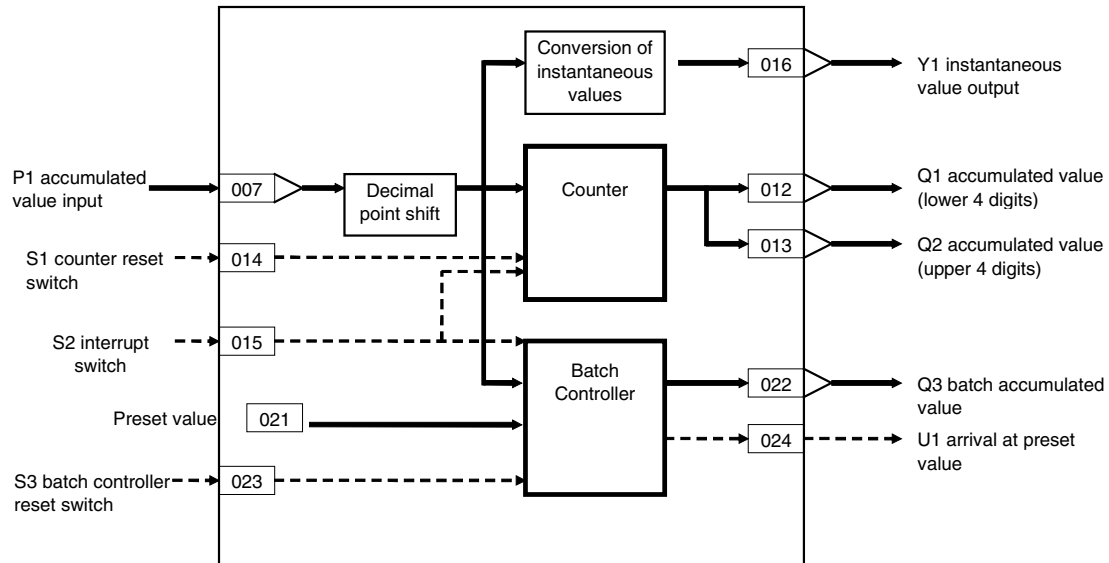 Conversion of
instantaneous
values
016
Y1 instantaneous
value output
P1 accumulated
value input
007
Decimal
point shift
Counter
012
Q1 accumulated value
(lower 4 digits)
013
Q2 accumulated value
(upper 4 digits)
S1 counter reset
switch
014
S2 interrupt
switch
015
Batch
Controller
022
Q3 batch accumulated
value
Preset value
021
024
U1 arrival at preset
value
S3 batch controller
reset switch
023